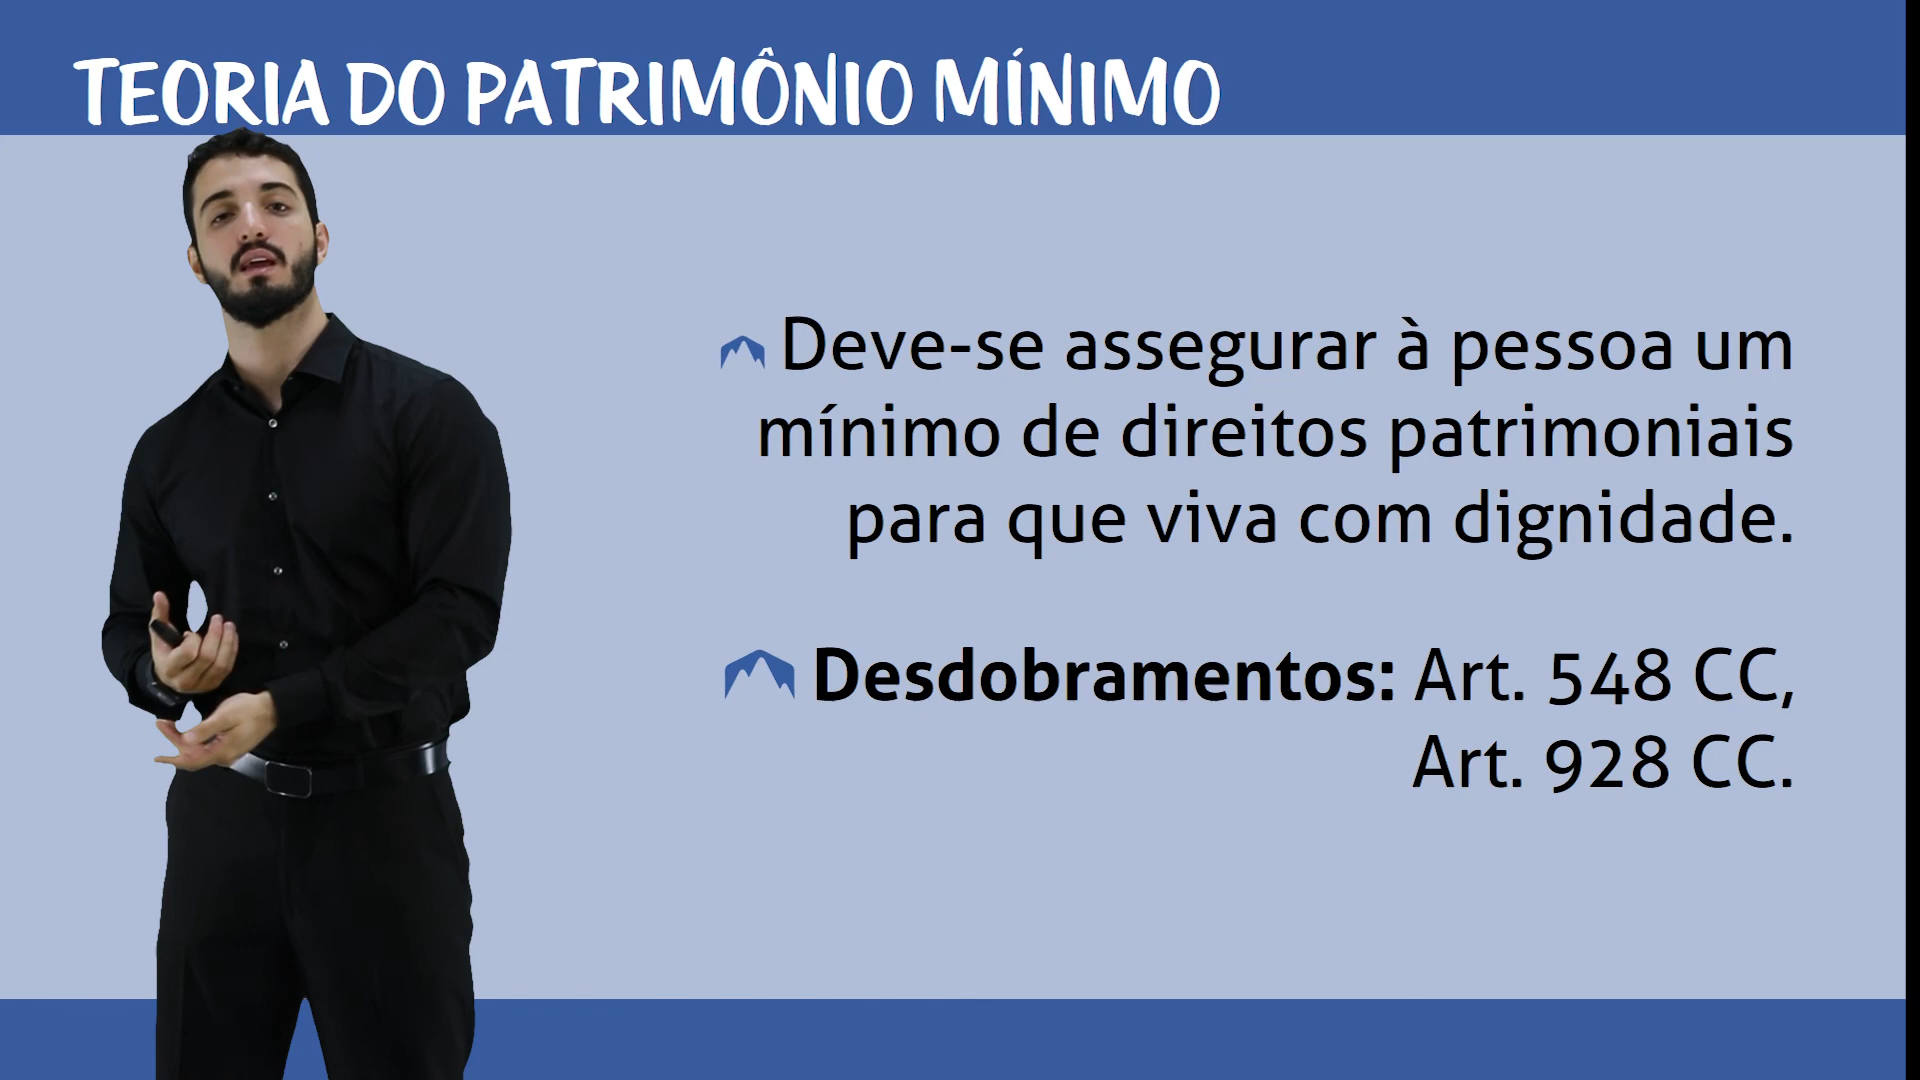 TEORIA DO PATRIMÔNIO MÍNIMO
Deve-se assegurar à pessoa um
mínimo de direitos patrimoniais
para que viva com dignidade.
Desdobramentos: Art. 548 CC,
Art. 928 CC.